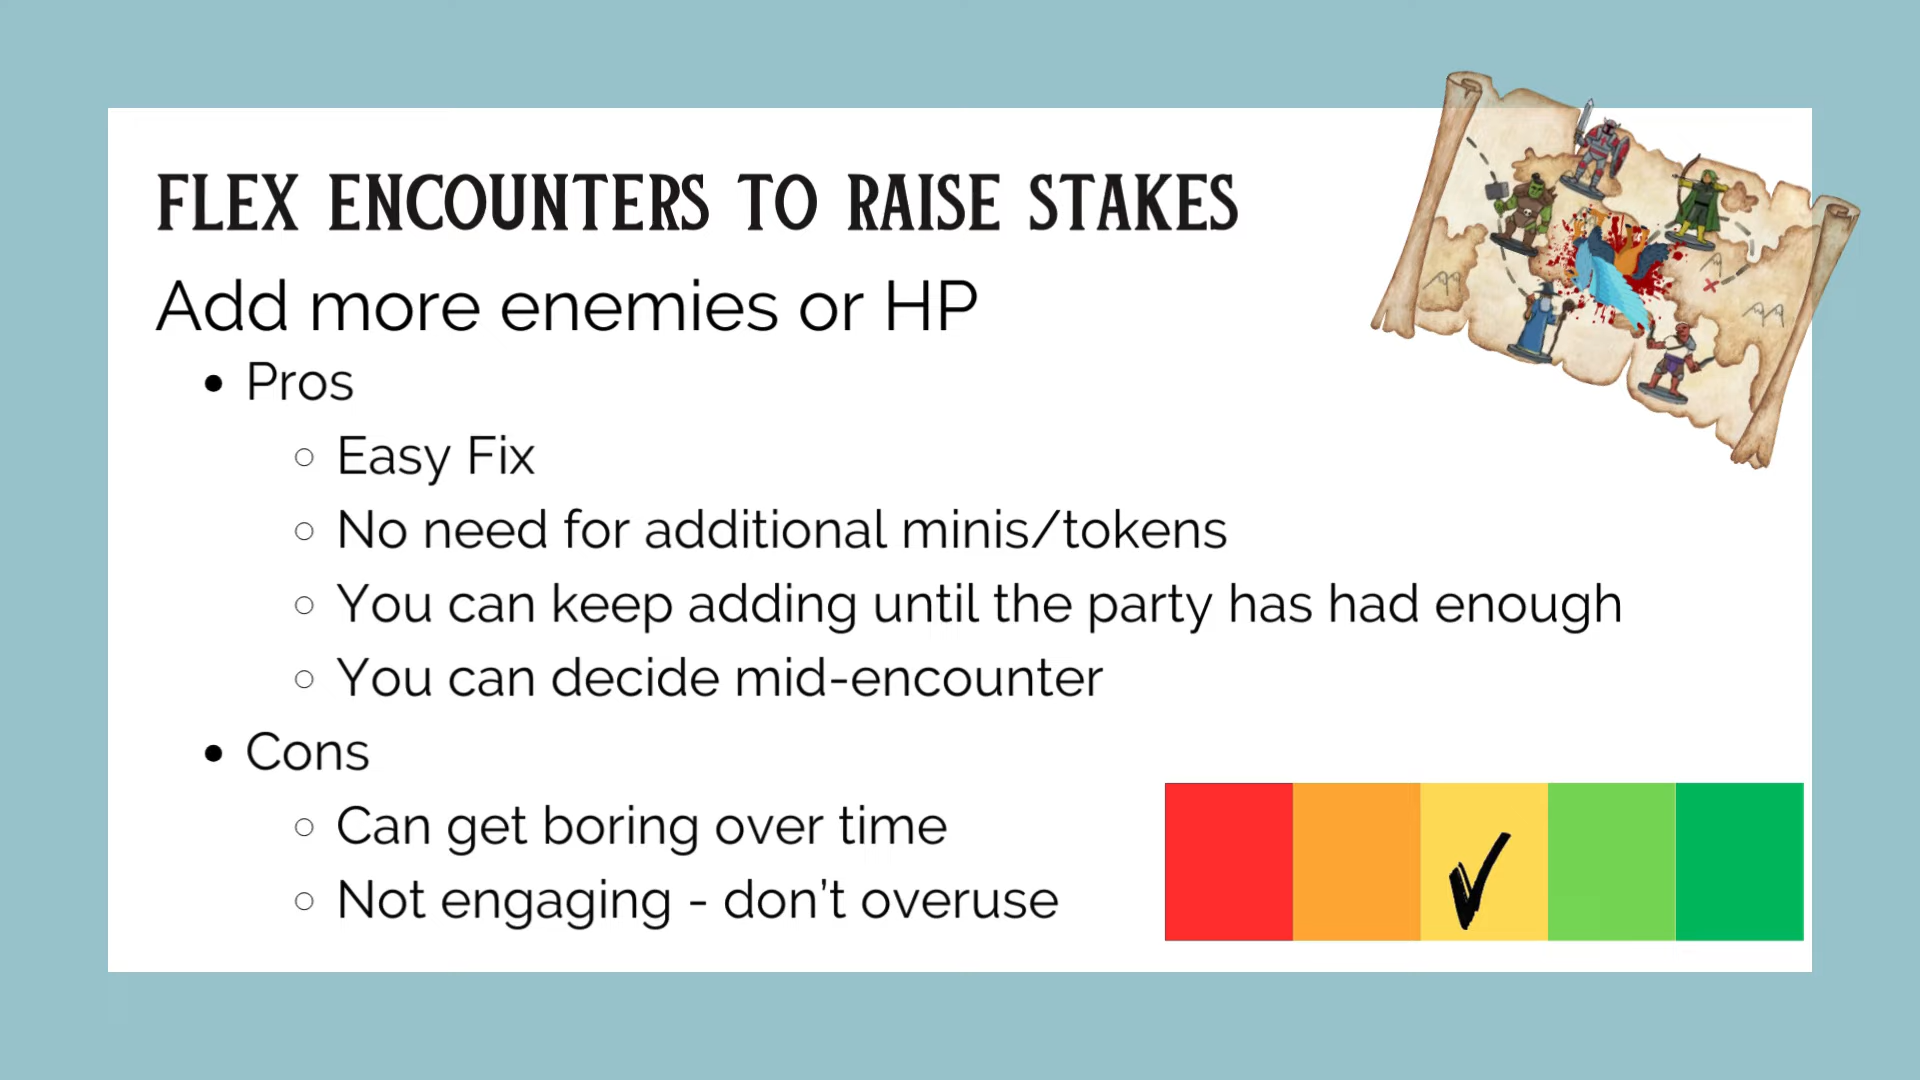 FLEX ENCOUNTERS TO RAISE STAKES
Add more enemies or HP
Pros
Easy Fix
No need for additional minis/tokens
You can keep adding until the party has had enough
You can decide mid-encounter
Cons
Can get boring over time
Not engaging - don't overuse